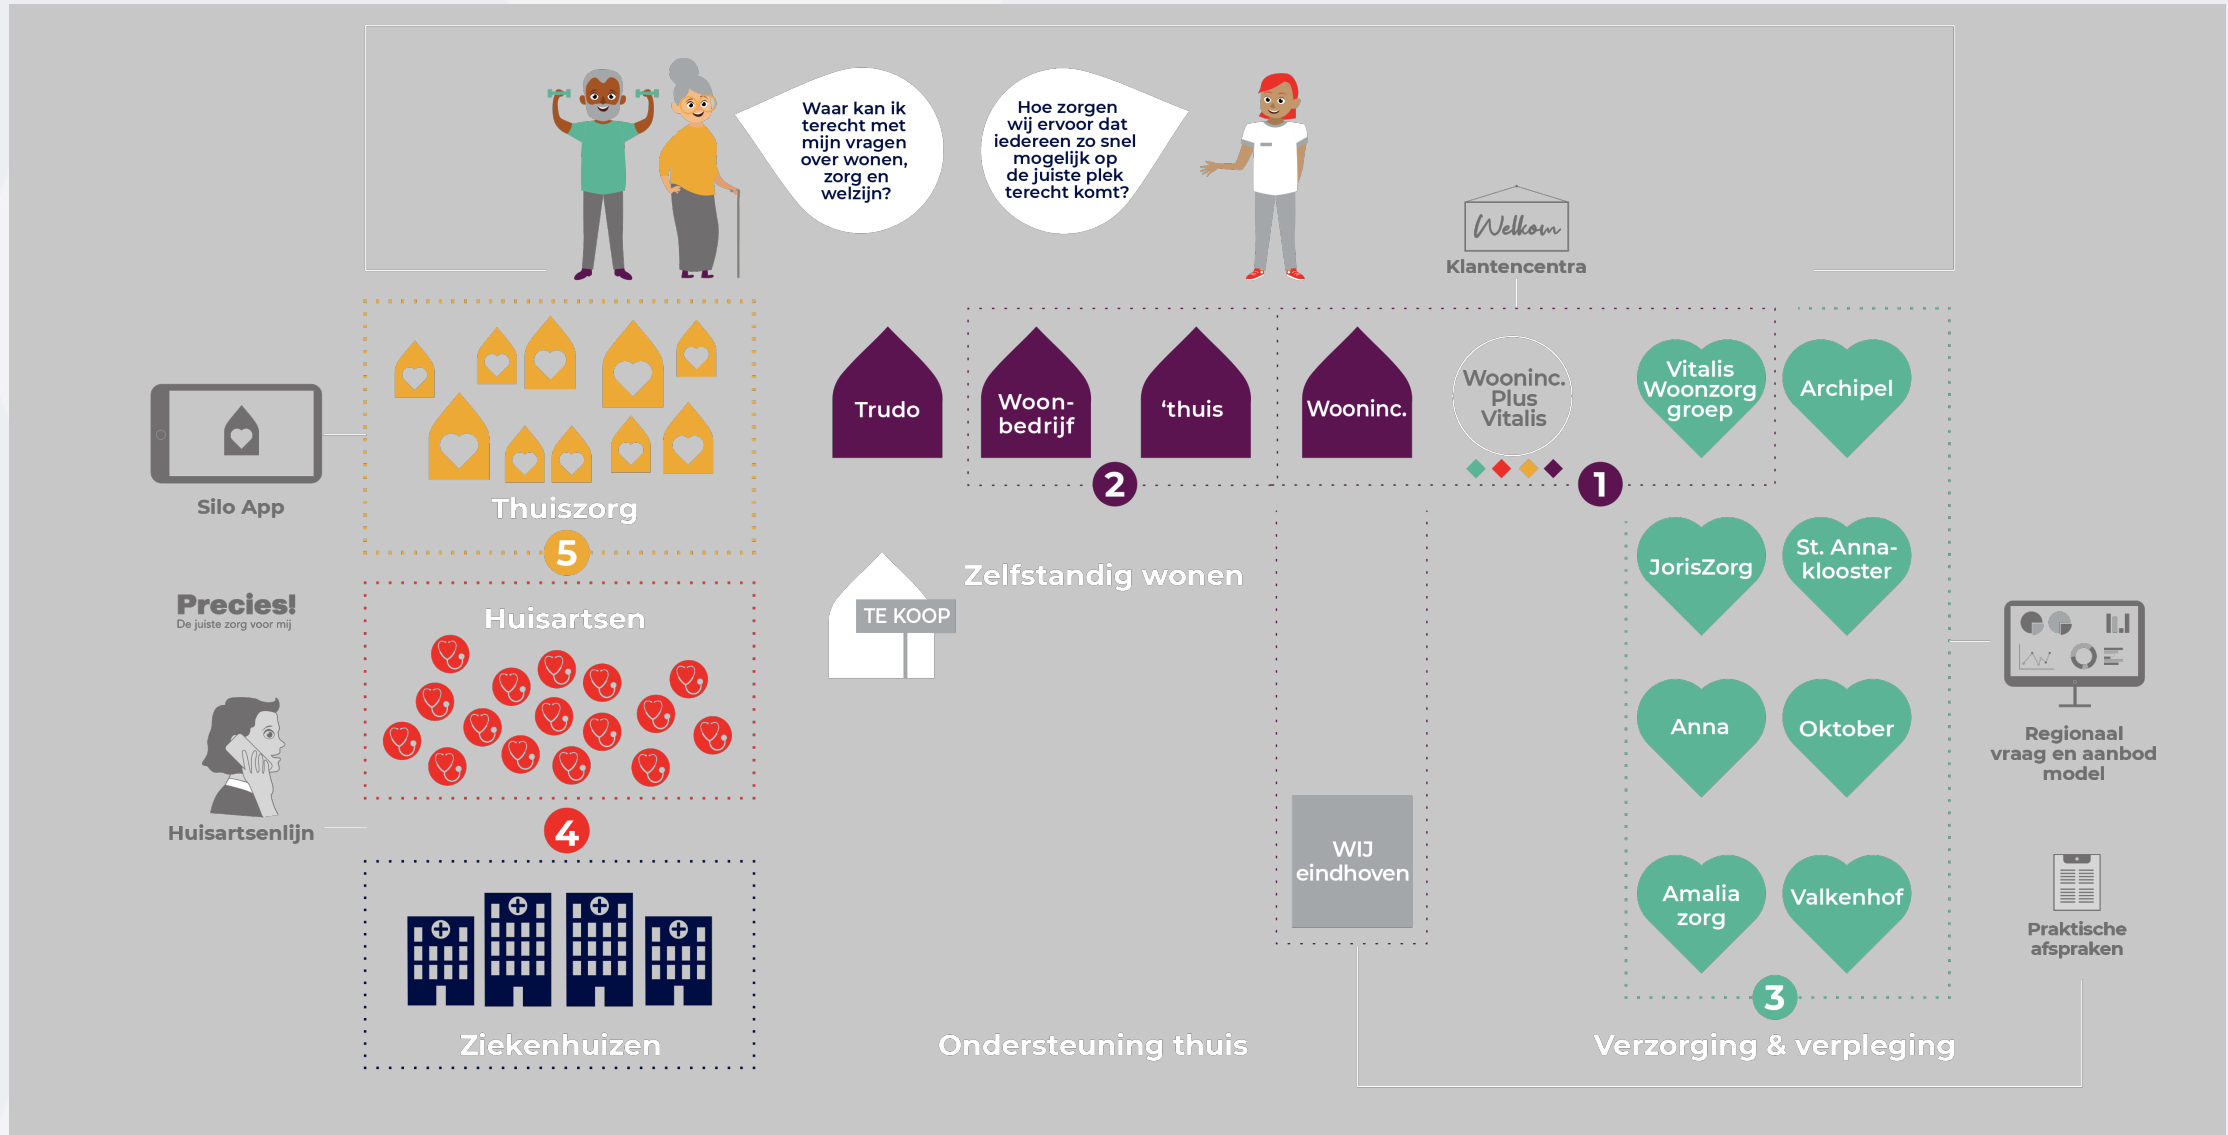 Waar kan ik
terecht met
mijn vragen
over wonen,
zorg en
welzijn?
Hoe zorgen
wij ervoor dat
iedereen zo snel
mogelijk op
de juiste plek
terecht komt?
Welkom
Klantencentra
Silo App
Thuiszorg
5
Trudo
Woon-
bedrijf
‘thuis
2
Wooninc.
Wooninc.
Plus
Vitalis
1
Vitalis
Woonzorg
groep
Archipel
Precies!
De juiste zorg voor mij
Huisartsen
Huisartsenlijn
4
TE KOOP
Zelfstandig wonen
JorisZorg
St. Anna-
klooster
Anna
Oktober
Regionaal
vraag en aanbod
model
WIJ
eindhoven
Amalia
zorg
Valkenhof
3
Praktische
afspraken
Ziekenhuizen
Ondersteuning thuis
Verzorging & verpleging